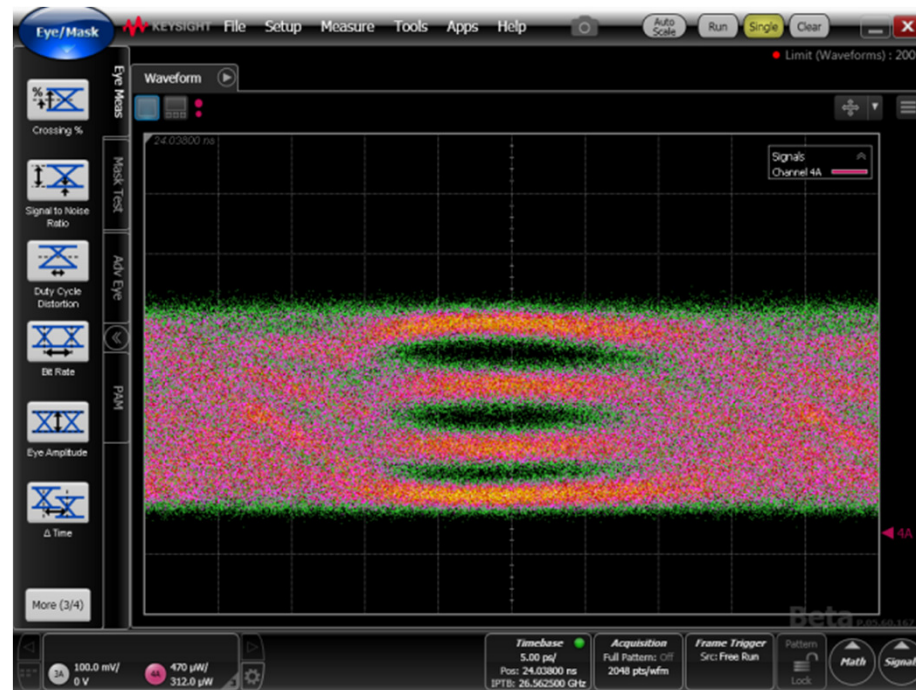 Eye/Mask
KEYSIGHT File Setup Measure Tools Apps Help
Auto Scale
Run
Single
Clear
X
Limit (Waveforms) : 200
Waveform
Eye Meas
Mask Test
Adv Eye
PAM
%
Crossing %
Signal to Noise
Ratio
Duty Cycle
Distortion
Bit Rate
Eye Amplitude
Δ Time
More (3/4)
24.03800 ns
Signals
Channel 4A
4A
Beta
3A
100.0 mV/
0 V
4A
470 µW/
312.0 µW
Timebase
5.00 ps/
Pos: 24.03800 ns
IPTB: 26.562500 GHz
Acquisition
Full Pattern: Off
2048 pts/wfm
Frame Trigger
Src: Free Run
Pattern
Lock
Math
Signal